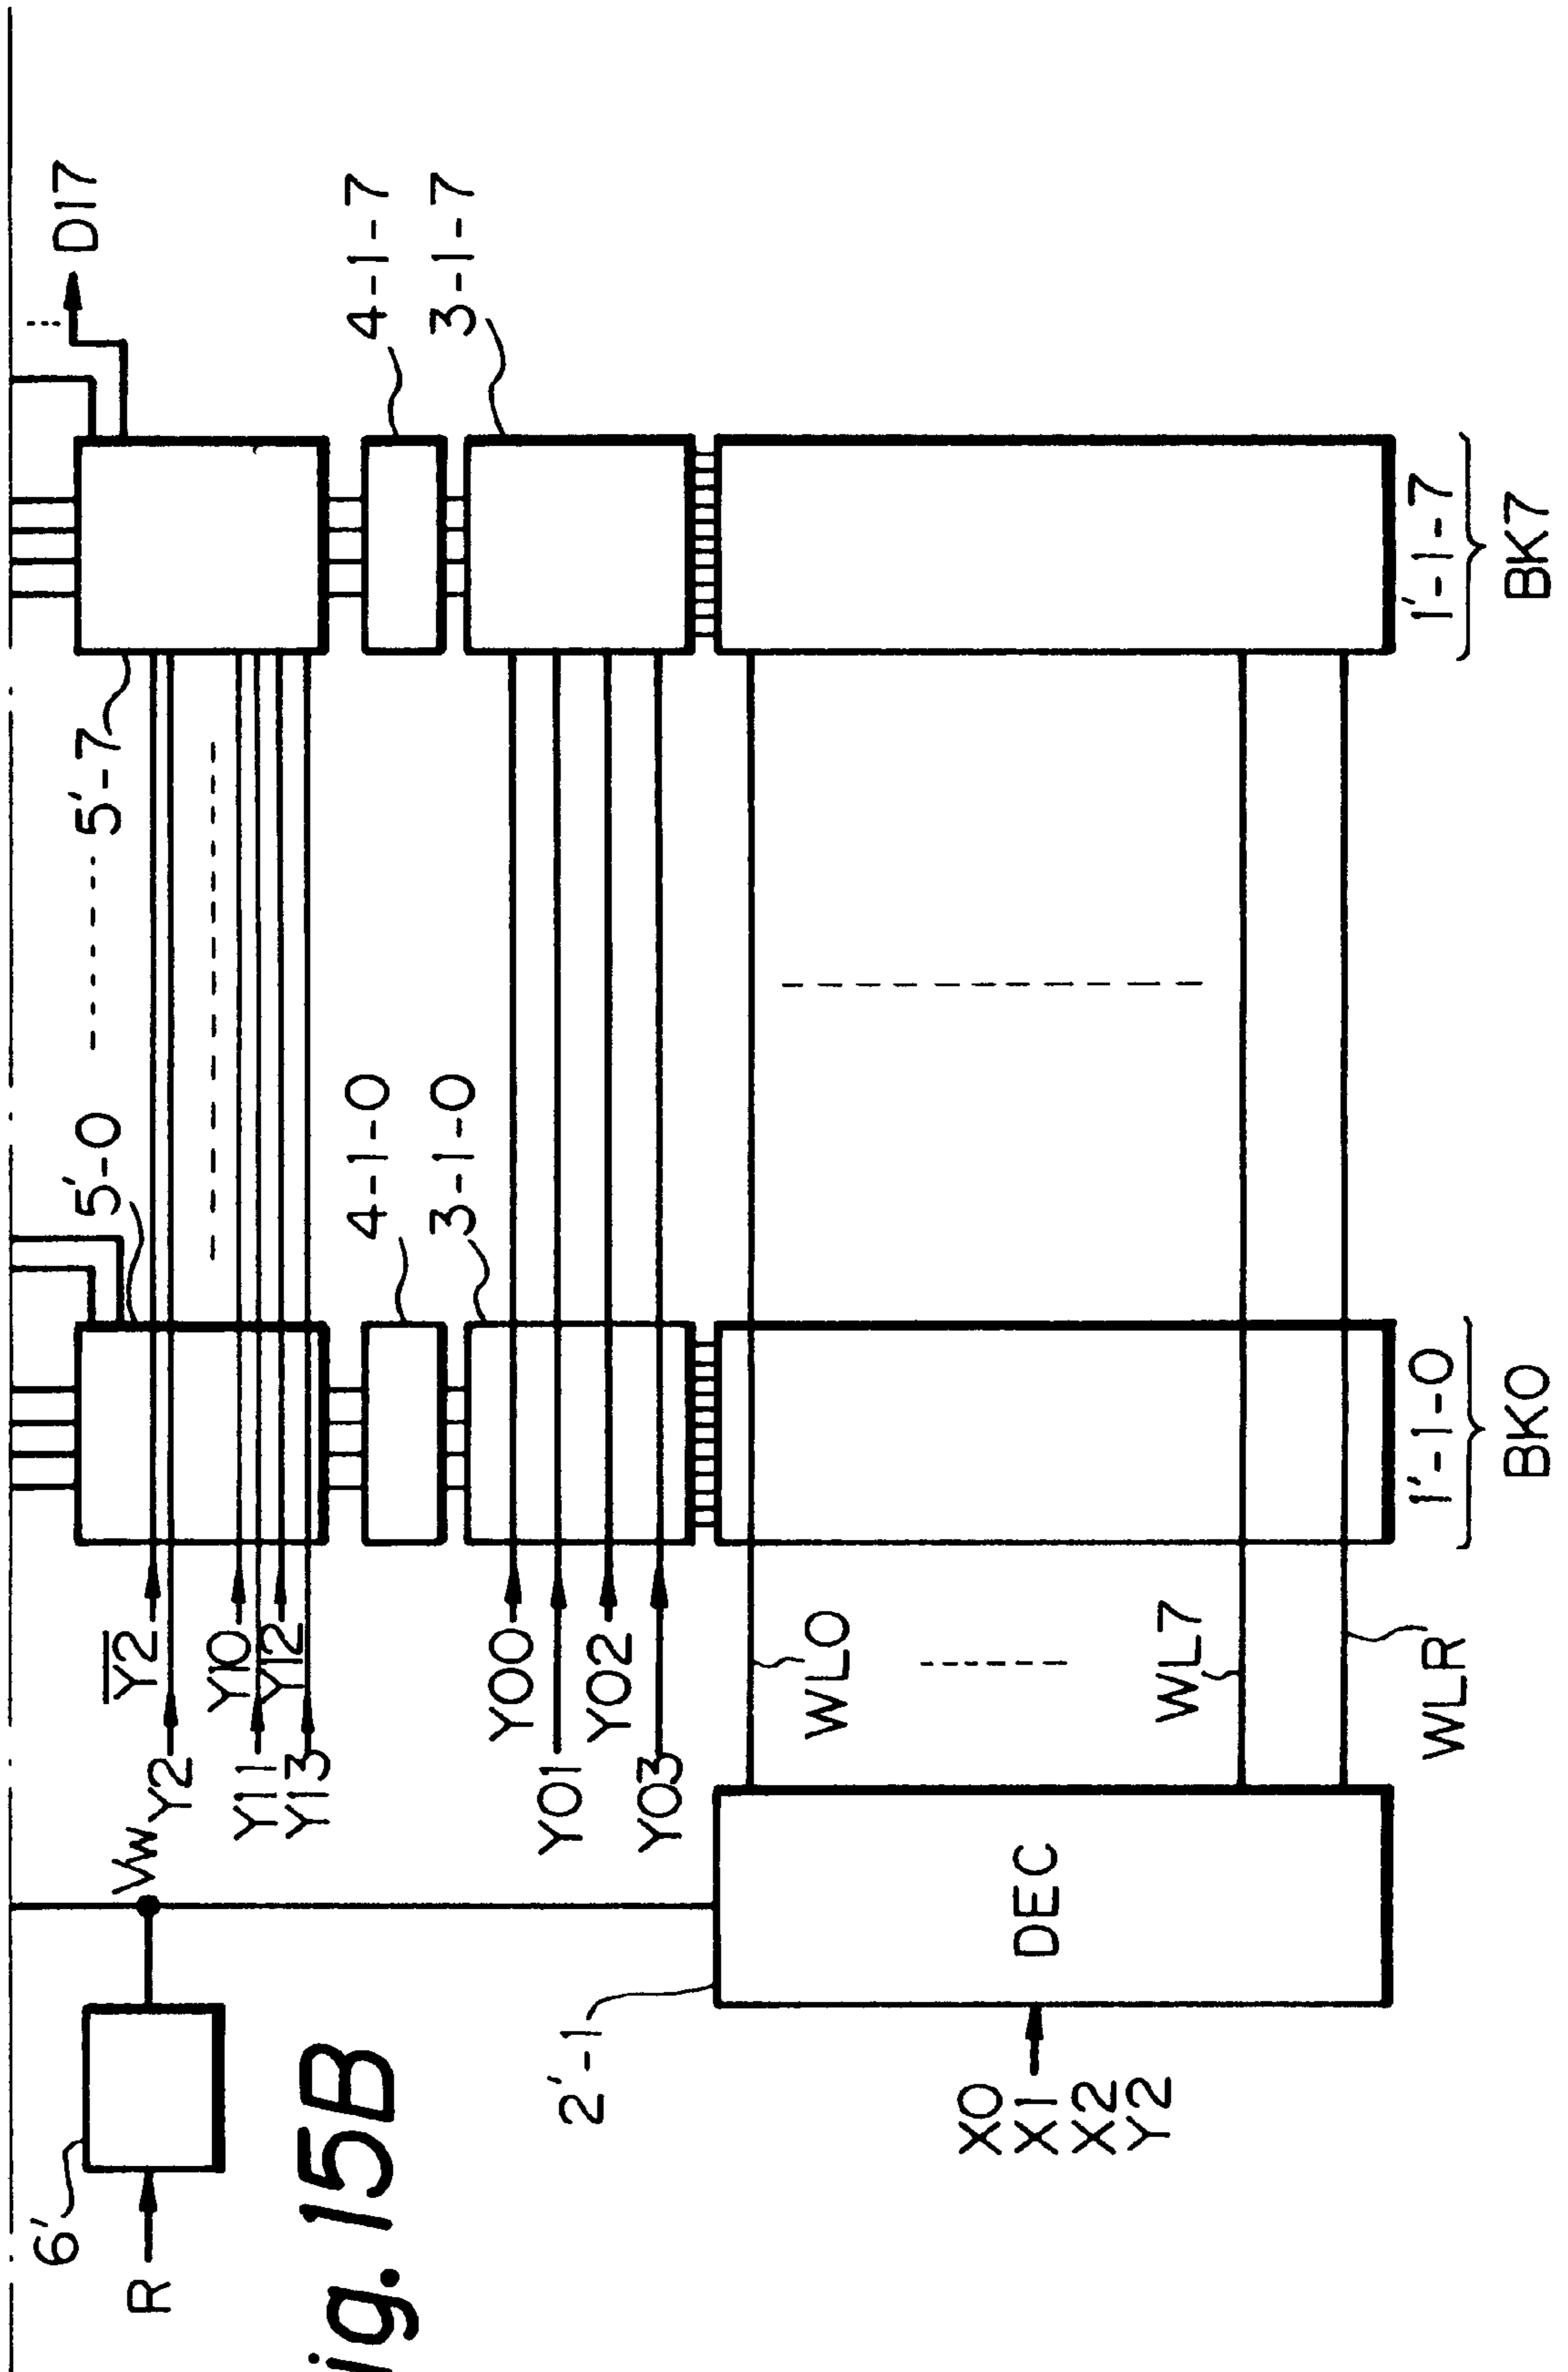 ig. 15B
R
6'
Vw
Y2
Y2
Y10
Y11
Y12
Y13
Y00
Y01
Y02
Y03
5'-0
5'-7
D17
4-1-0
4-1-7
3-1-0
3-1-7
2'-1
DEC
X0
X1
X2
Y2
WL0
WL7
WLR
1'-1-0
BK0
1'-1-7
BK7